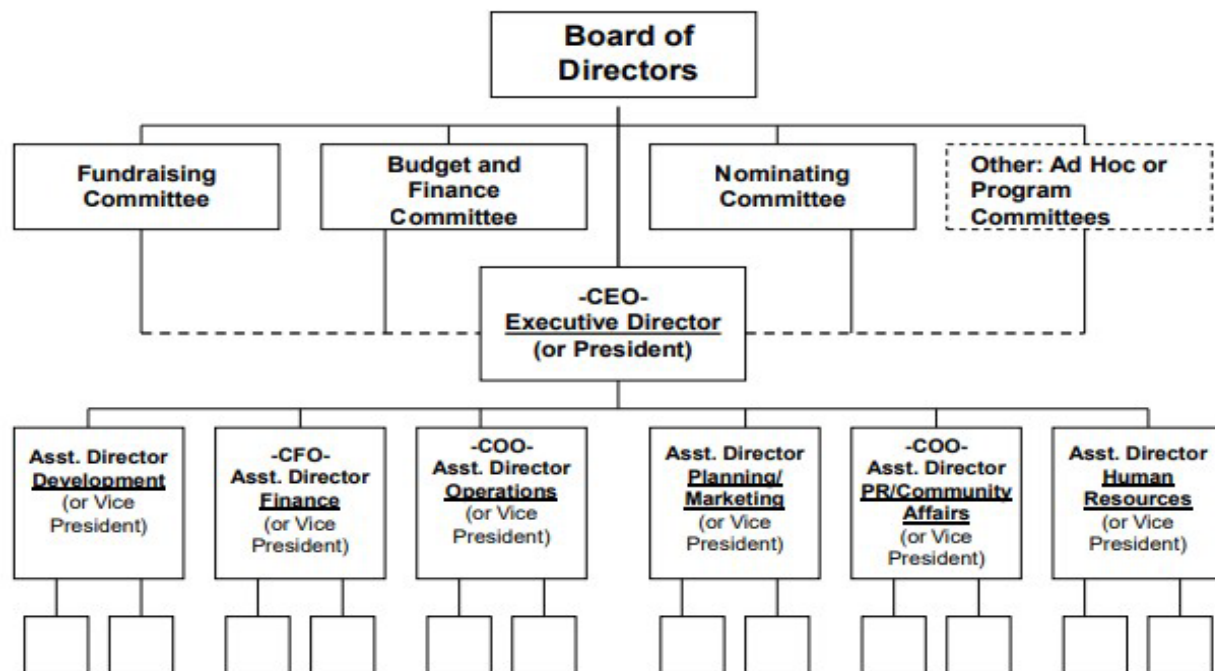 Board of
Directors
Fundraising
Committee
Budget and
Finance
Committee
Nominating
Committee
Other: Ad Hoc or
Program
Committees
-CEO-
Executive Director
(or President)
Asst. Director
Development
(or Vice
President)
-CFO-
Asst. Director
Finance
(or Vice
President)
-COO-
Asst. Director
Operations
(or Vice
President)
Asst. Director
Planning/
Marketing
(or Vice
President)
-COO-
Asst. Director
PR/Community
Affairs
(or Vice
President)
Asst. Director
Human
Resources
(or Vice
President)